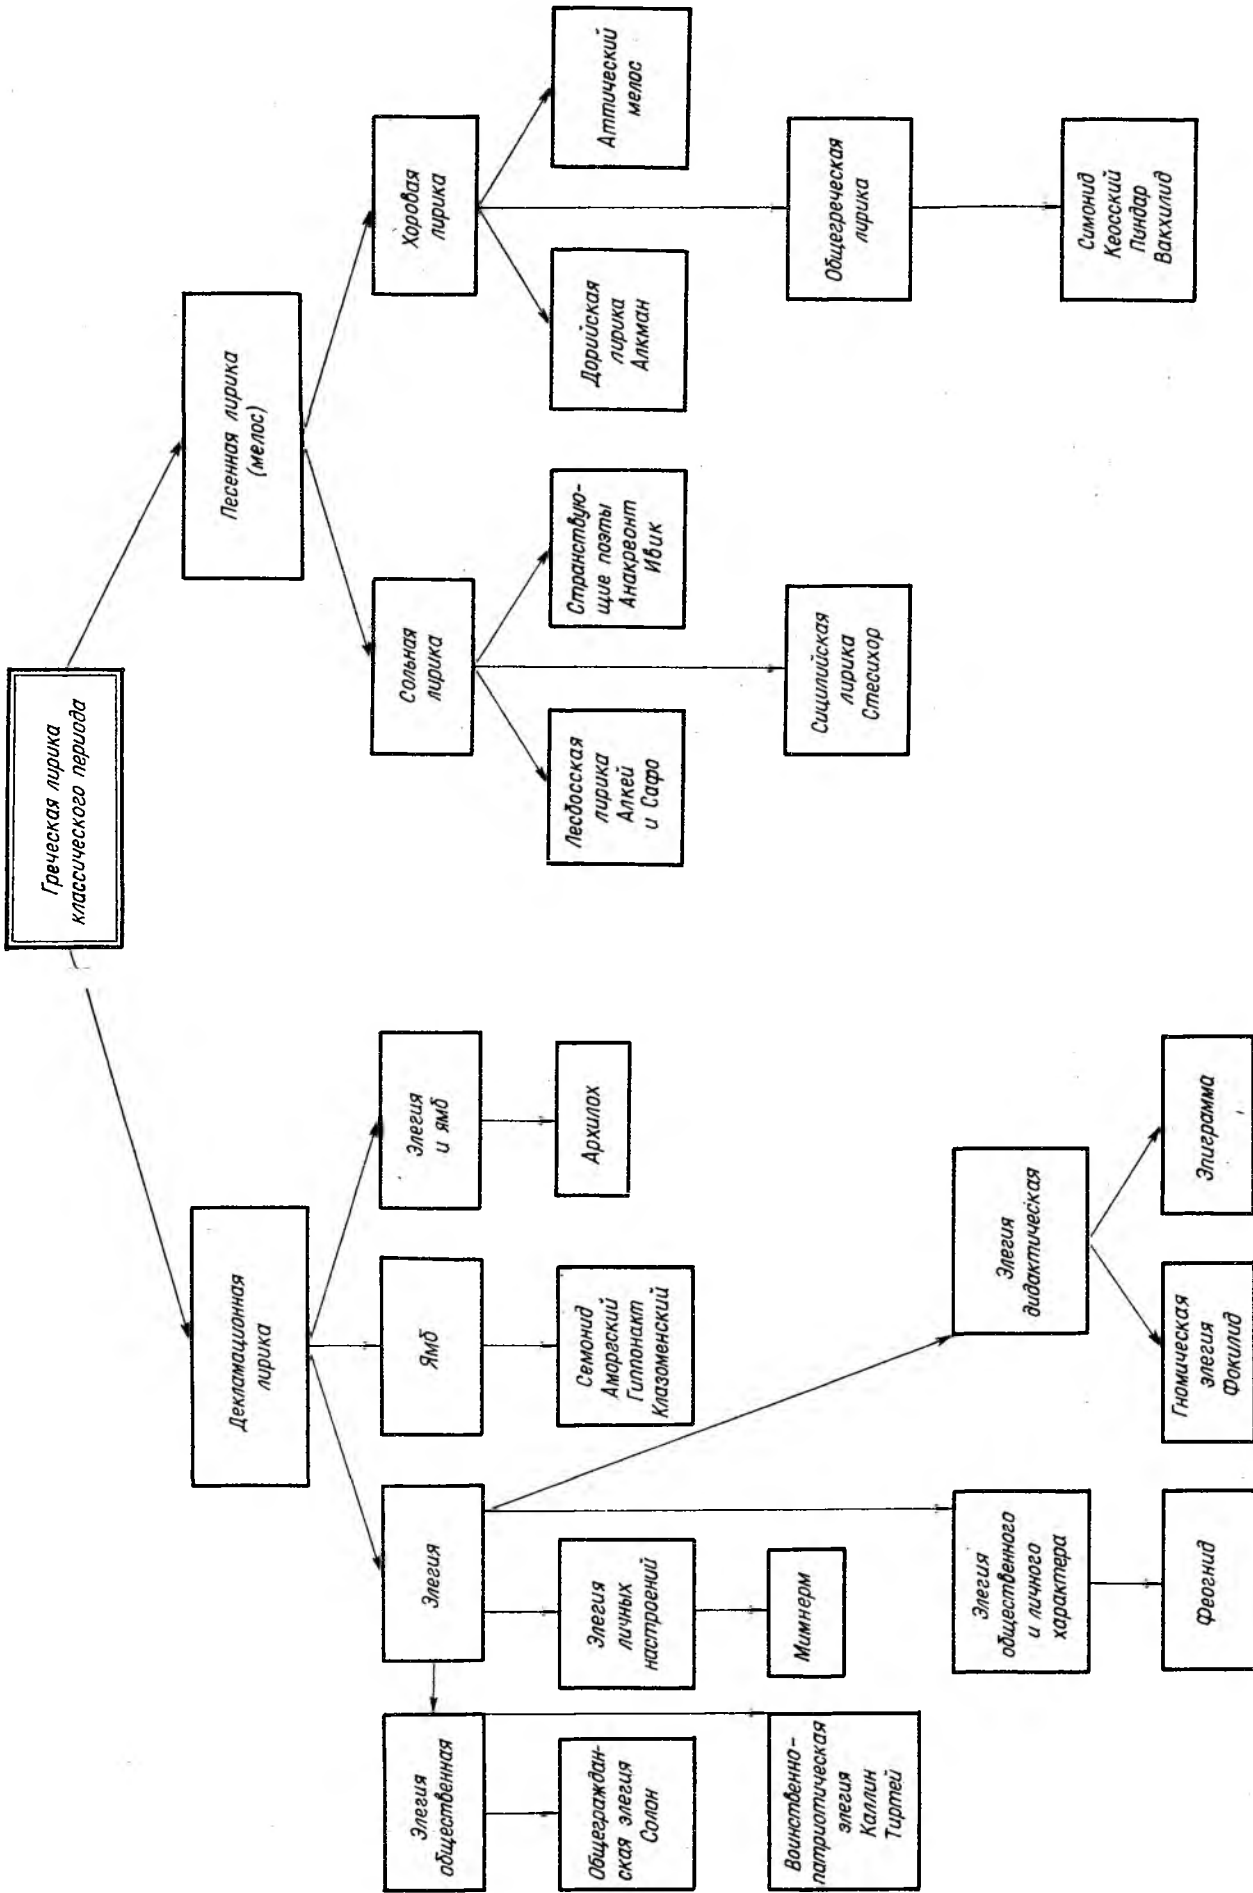 Греческая лирика
классического периода
Декламационная
лирика
Песенная лирика
(мелос)
Элегия
Ямб
Элегия
и ямб
Сольная
лирика
Хоровая
лирика
Элегия
общественная
Общеграждан-
ская элегия
Солон
Воинственно-
патриотическая
элегия
Каллин
Тиртей
Элегия
личных
настроений
Мимнерм
Семонид
Аморгский
Гиппонакт
Клазоменский
Архилох
Элегия
общественного
и личного
характера
Феогнид
Элегия
дидактическая
Гномическая
элегия
Фокилид
Эпиграмма
Лесбосская
лирика
Алкей
и Сафо
Странствую-
щие поэты
Анакреонт
Ивик
Сицилийская
лирика
Стесихор
Дорийская
лирика
Алкман
Аттический
мелос
Общегреческая
лирика
Симонид
Кеосский
Пиндар
Вакхилид